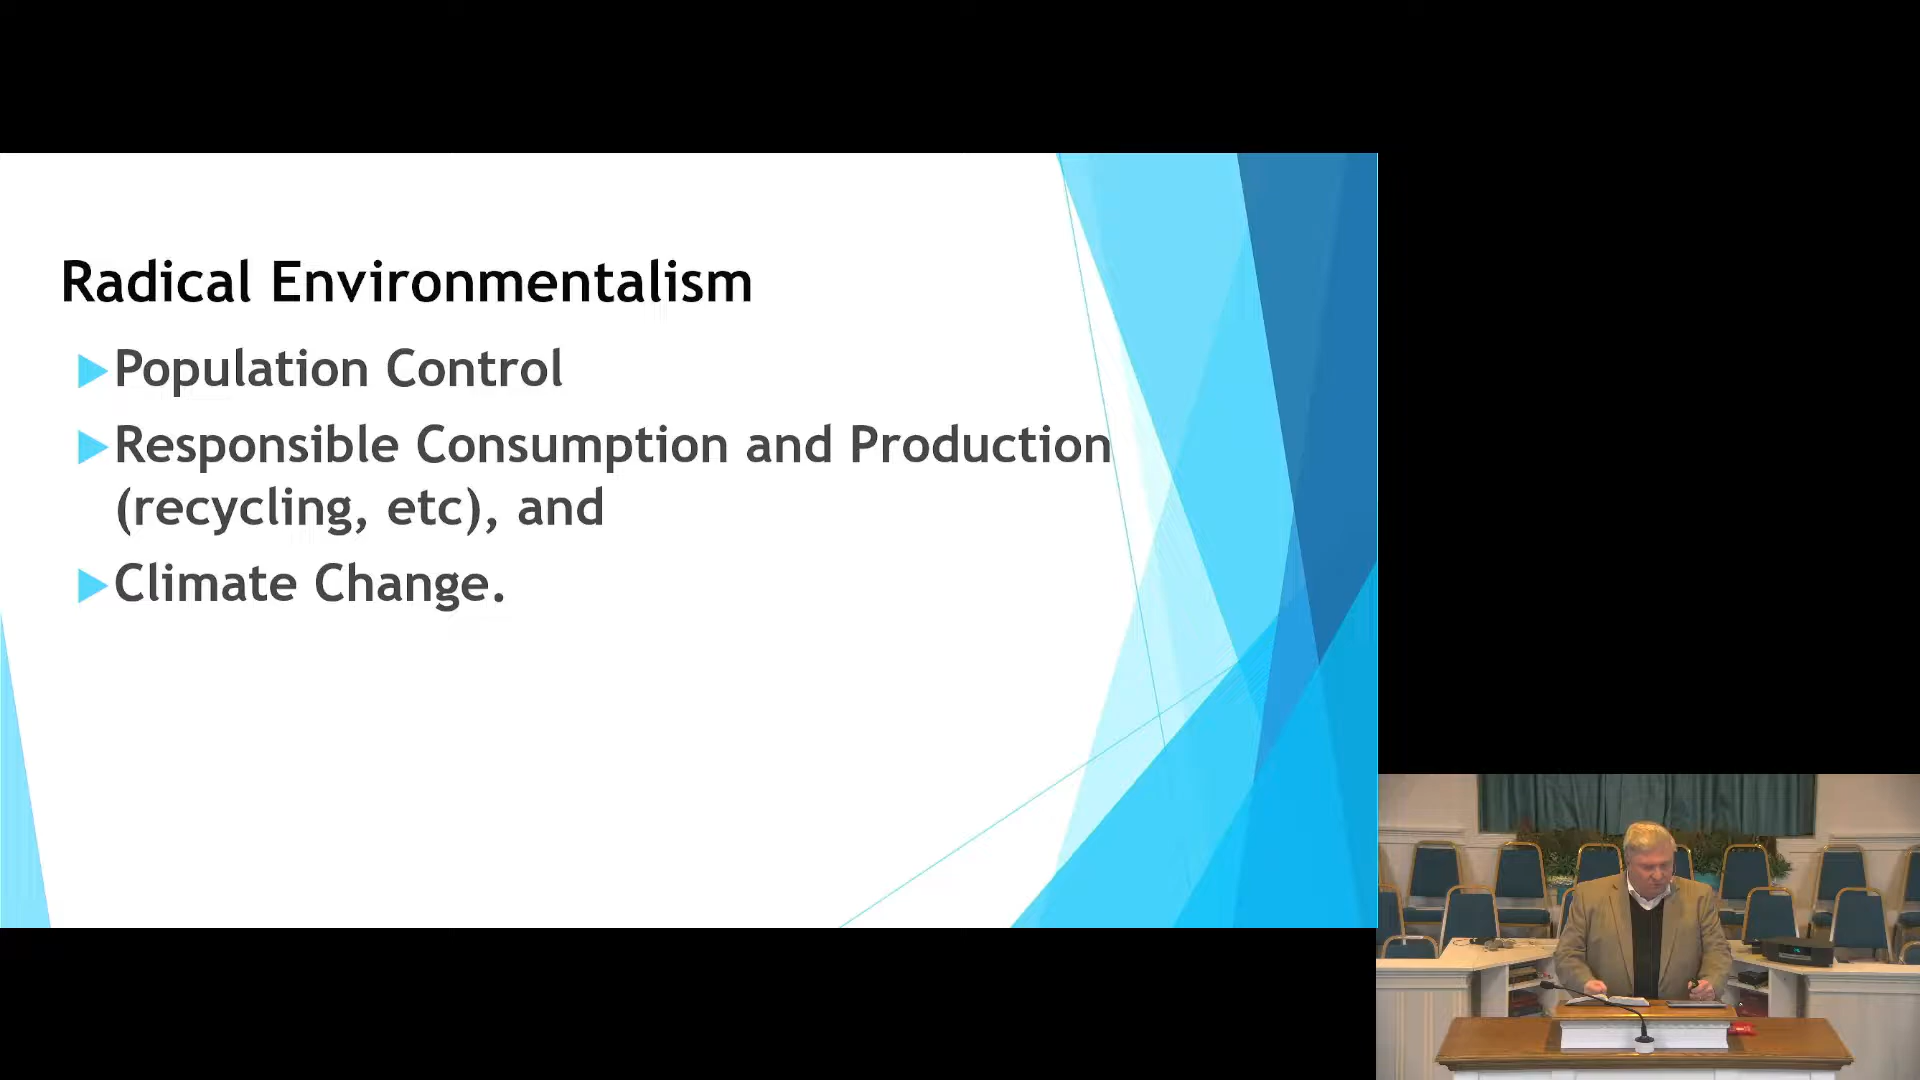 Radical Environmentalism
Population Control
Responsible Consumption and Production
(recycling, etc), and
Climate Change.